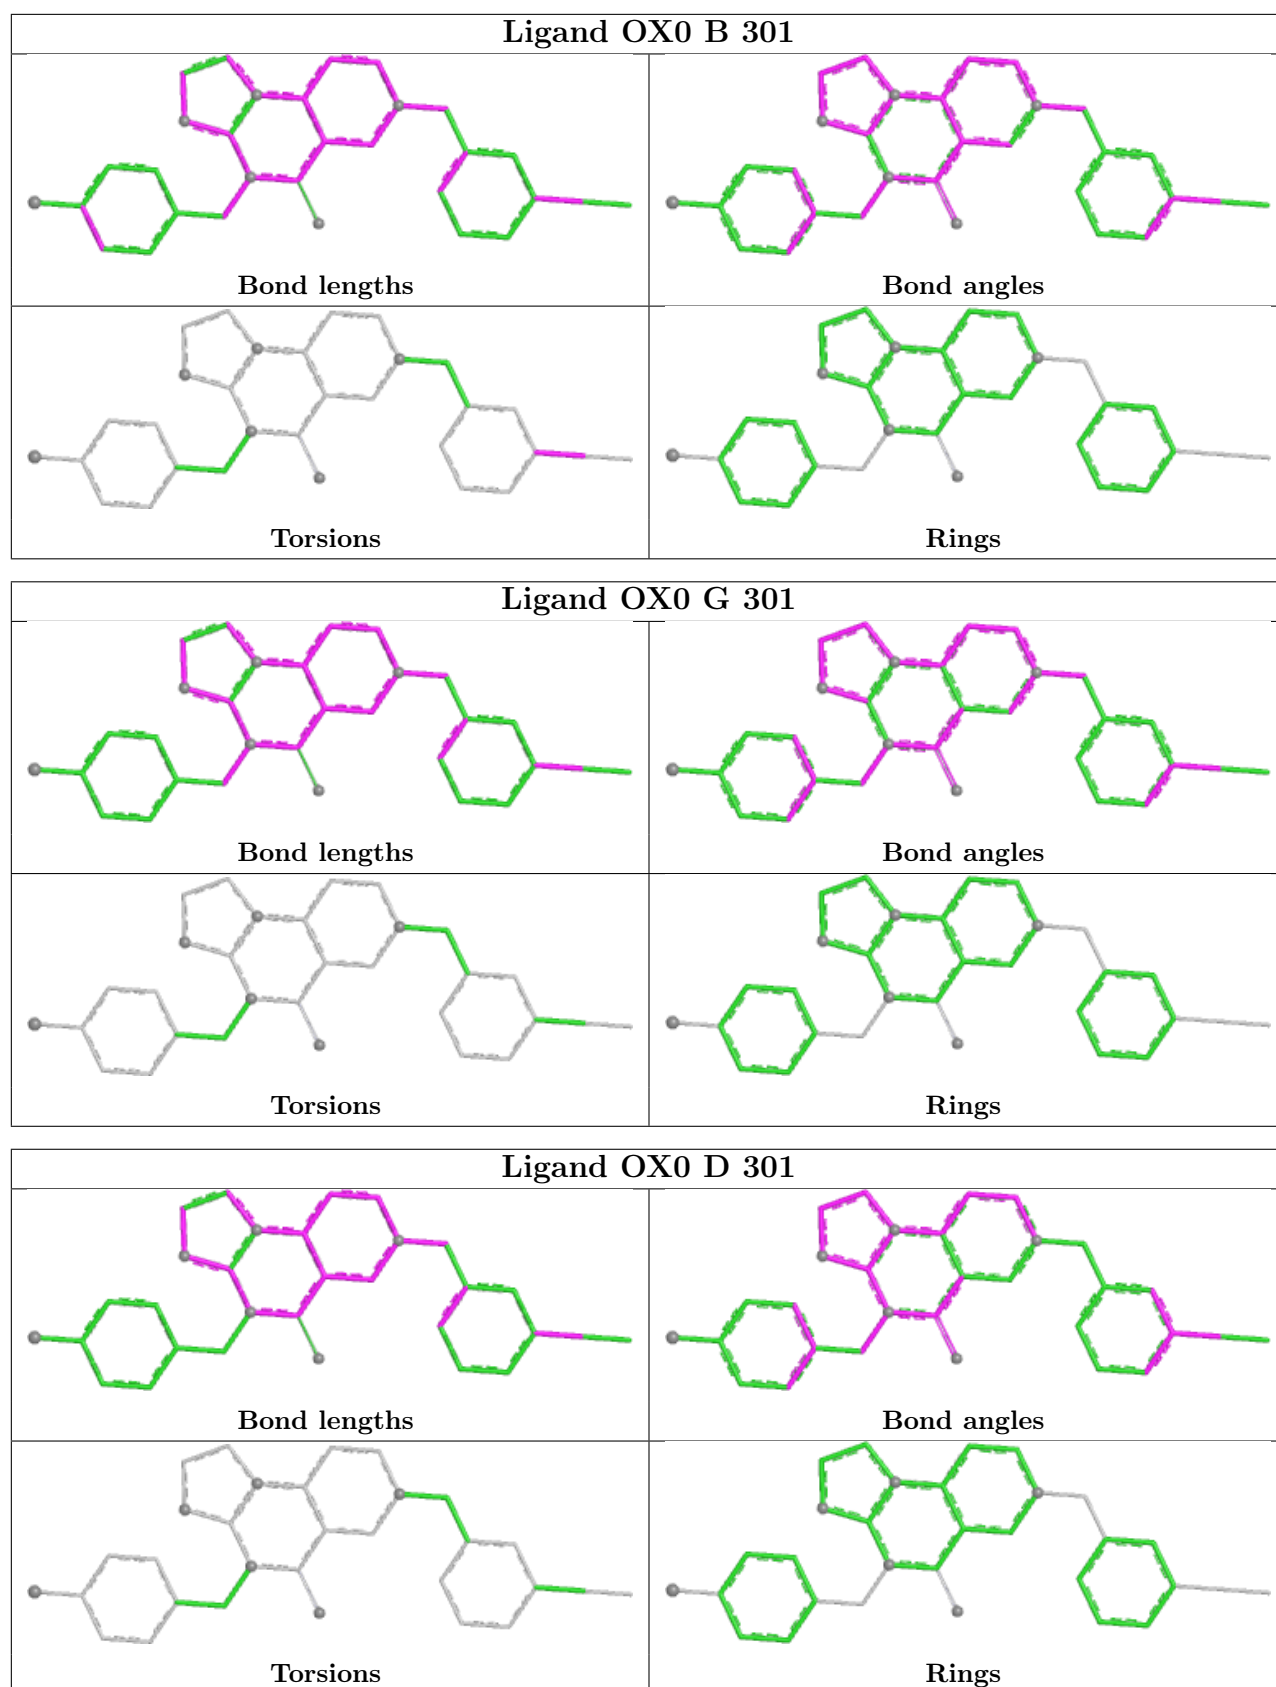 Ligand OX0 B 301
Bond lengths
Bond angles
Torsions
Rings
Ligand OX0 G 301
Bond lengths
Bond angles
Torsions
Rings
Ligand OX0 D 301
Bond lengths
Bond angles
Torsions
Rings